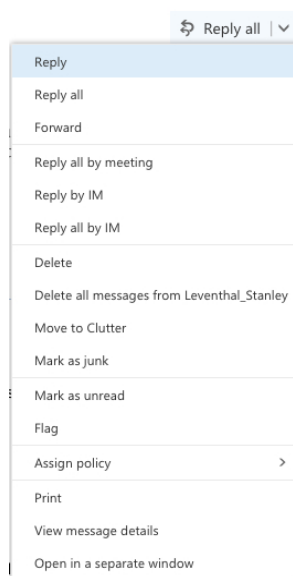 Reply all
Reply
Reply all
Forward
Reply all by meeting
Reply by IM
Reply all by IM
Delete
Delete all messages from Leventhal_Stanley
Move to Clutter
Mark as junk
Mark as unread
Flag
Assign policy
Print
View message details
Open in a separate window